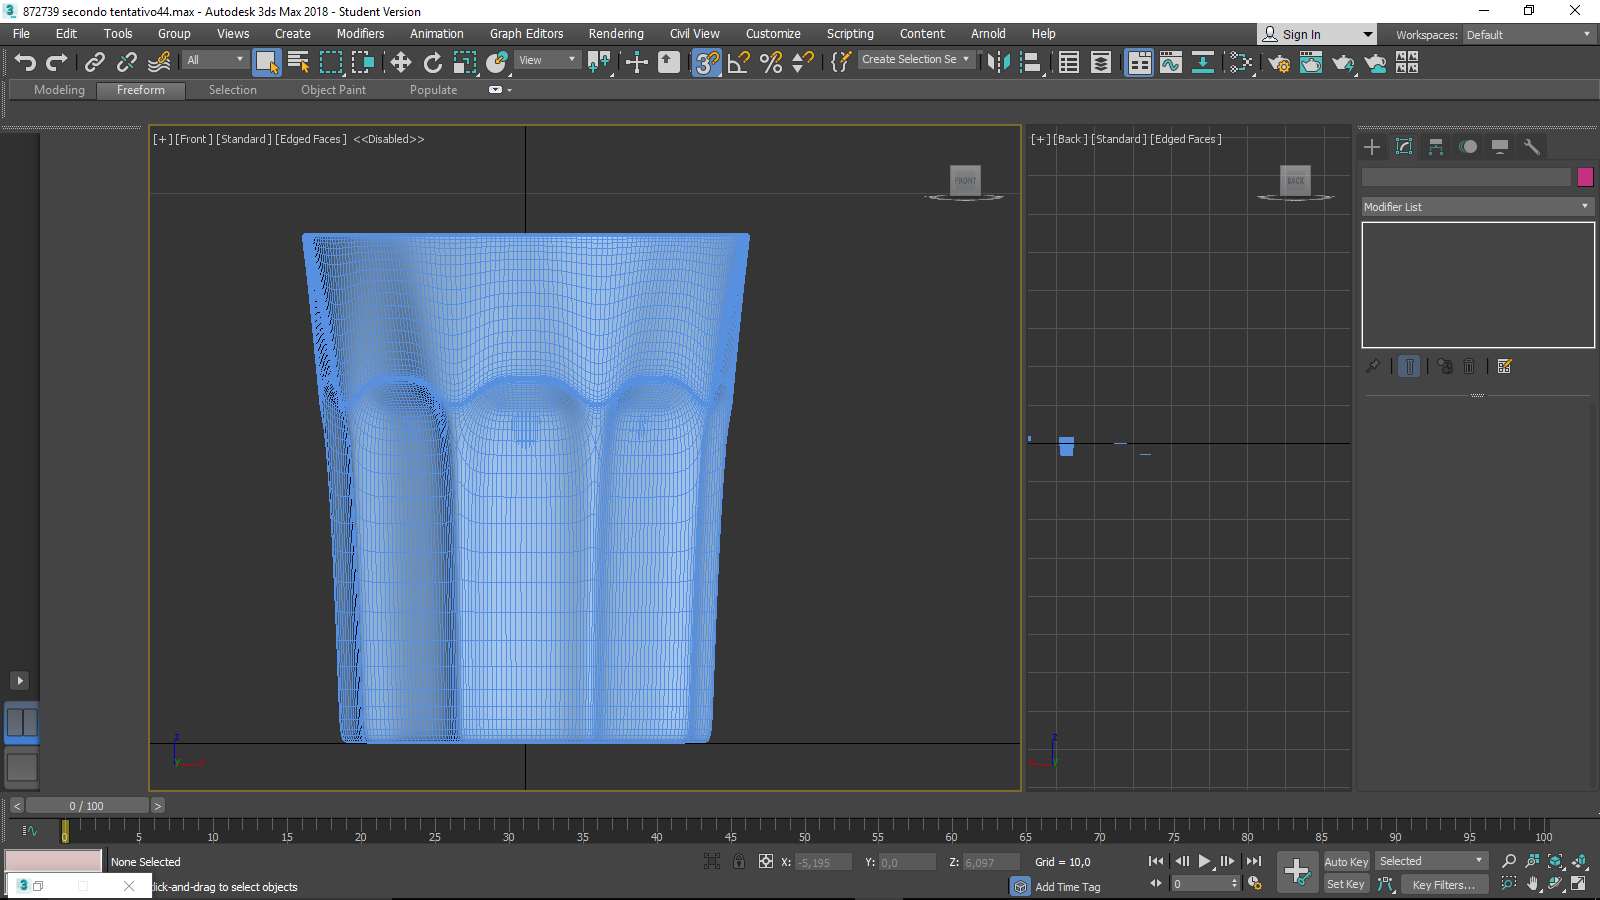 872739 secondo tentativo44.max - Autodesk 3ds Max 2018 - Student Version
File Edit Tools Group Views Create Modifiers Animation Graph Editors Rendering Civil View Customize Scripting Content Arnold Help Sign In Workspaces: Default
All View Create Selection Se
Modeling Freeform Selection Object Paint Populate
[+] [Front] [Standard] [Edged Faces] <<Disabled>> [+] [Back] [Standard] [Edged Faces]
FRONT BACK
Modifier List
z z
x y x y
< 0 / 100 >
0 5 10 15 20 25 30 35 40 45 50 55 60 65 70 75 80 85 90 95 100
None Selected X: -5,195 Y: 0,0 Z: 6,097 Grid = 10,0 Auto Key Selected
click-and-drag to select objects Add Time Tag 0 Set Key Key Filters...